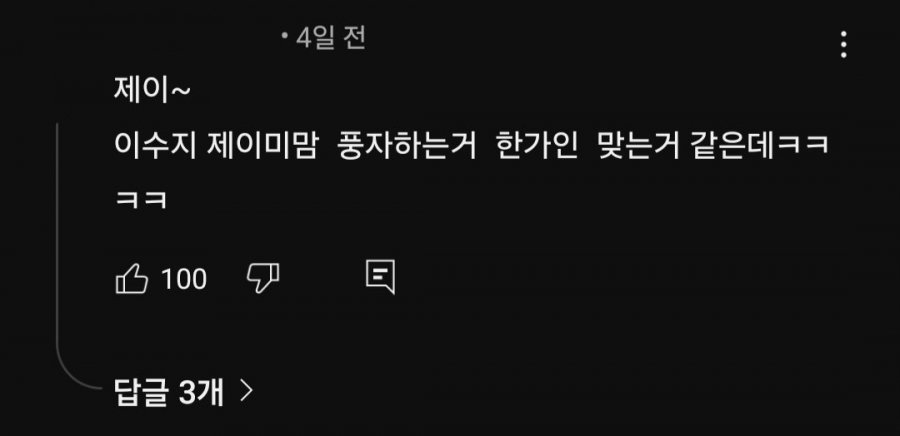 • 4일 전
제이~
이수지 제이미맘 풍자하는거 한가인 맞는거 같은데ㅋㅋ
ㅋㅋ
100
답글 3개